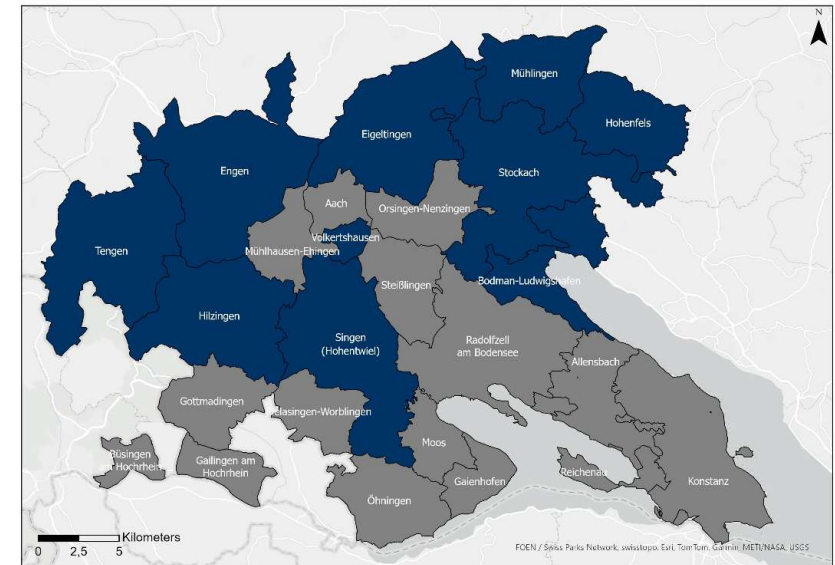 N
Mühlingen
Hohenfels
Eigeltingen
Engen
Stockach
Aach
Orsingen-Nenzingen
Volkertshausen
Tengen
Mühlhausen-Ehingen
Steißlingen
Bodman-Ludwigshafen
Hilzingen
Singen
(Hohentwiel)
Radolfzell
am Bodensee
Allensbach
Gottmadingen
Rielasingen-Worblingen
Büsingen
am Hochrhein
Gailingen am
Hochrhein
Moos
Gaienhofen
Reichenau
Konstanz
Öhningen
Kilometers
0 2,5 5
FOEN / Swiss Parks Network, swisstopo, Esri, TomTom, Garmin, METI/NASA, USGS